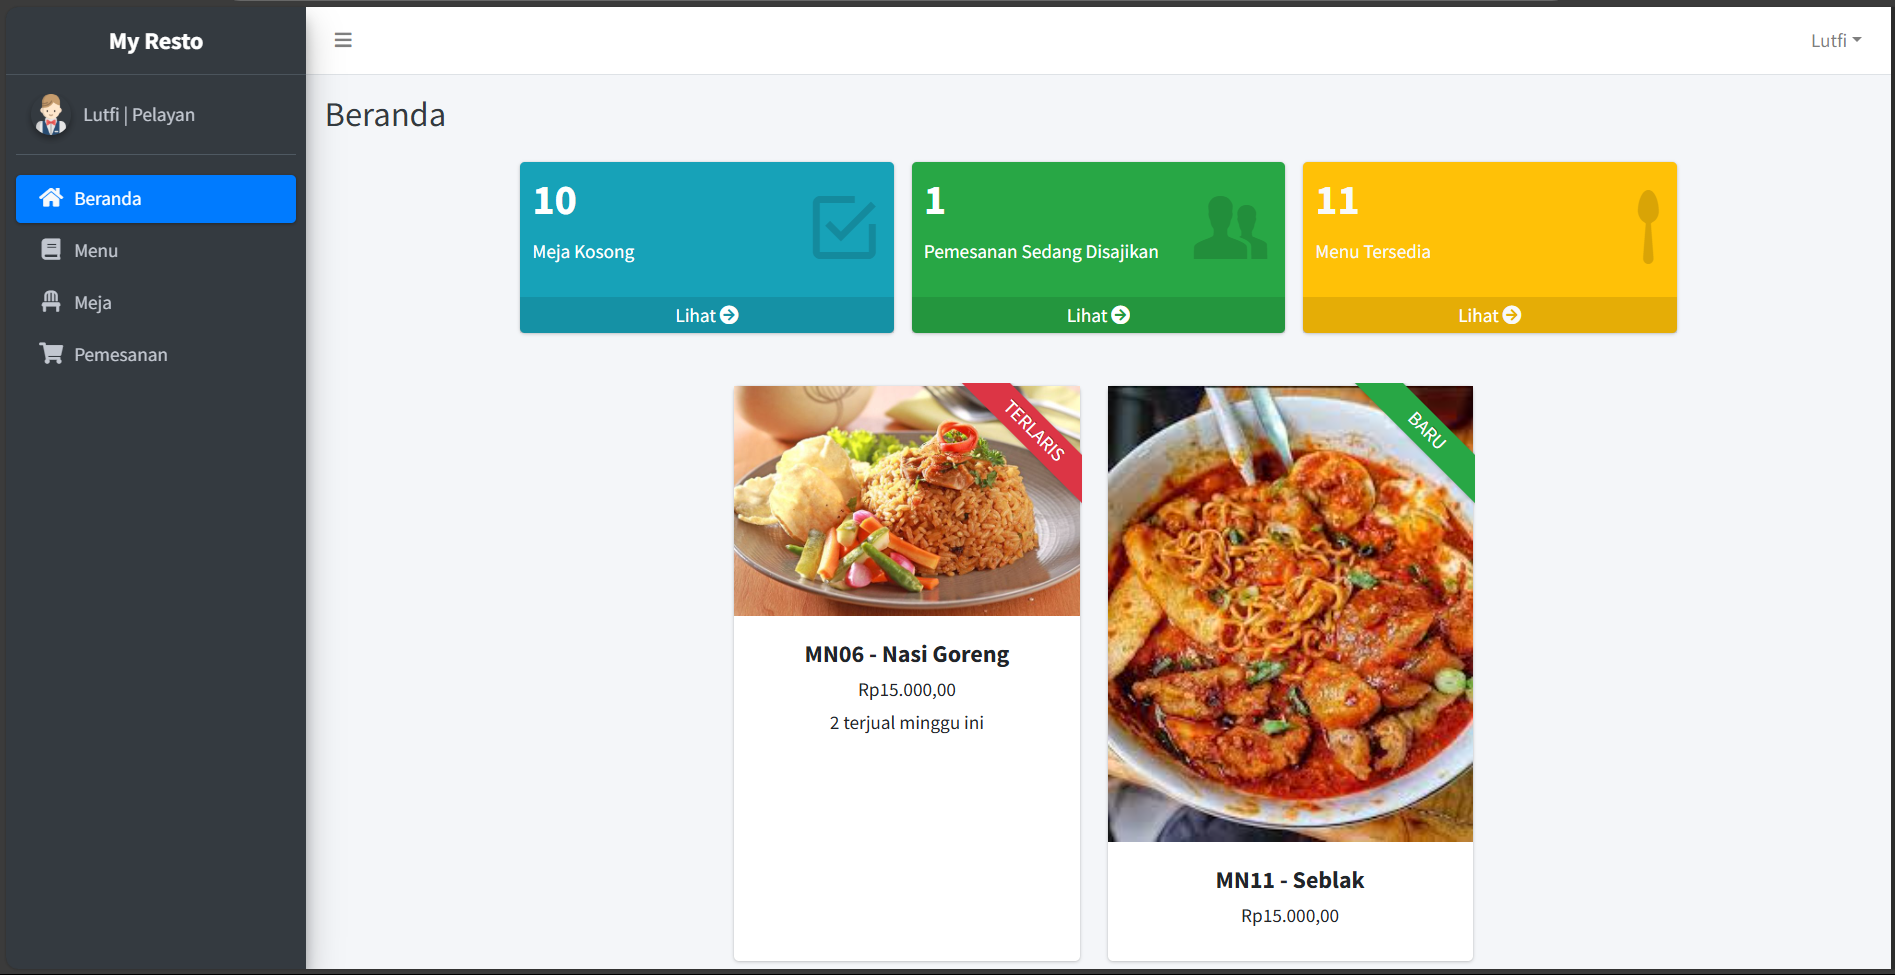 My Resto
Lutfi
Lutfi | Pelayan
Beranda
Menu
Meja
Pemesanan
Beranda
10
Meja Kosong
Lihat
1
Pemesanan Sedang Disajikan
Lihat
11
Menu Tersedia
Lihat
TERLARIS
MN06 - Nasi Goreng
Rp15.000,00
2 terjual minggu ini
BARU
MN11 - Seblak
Rp15.000,00